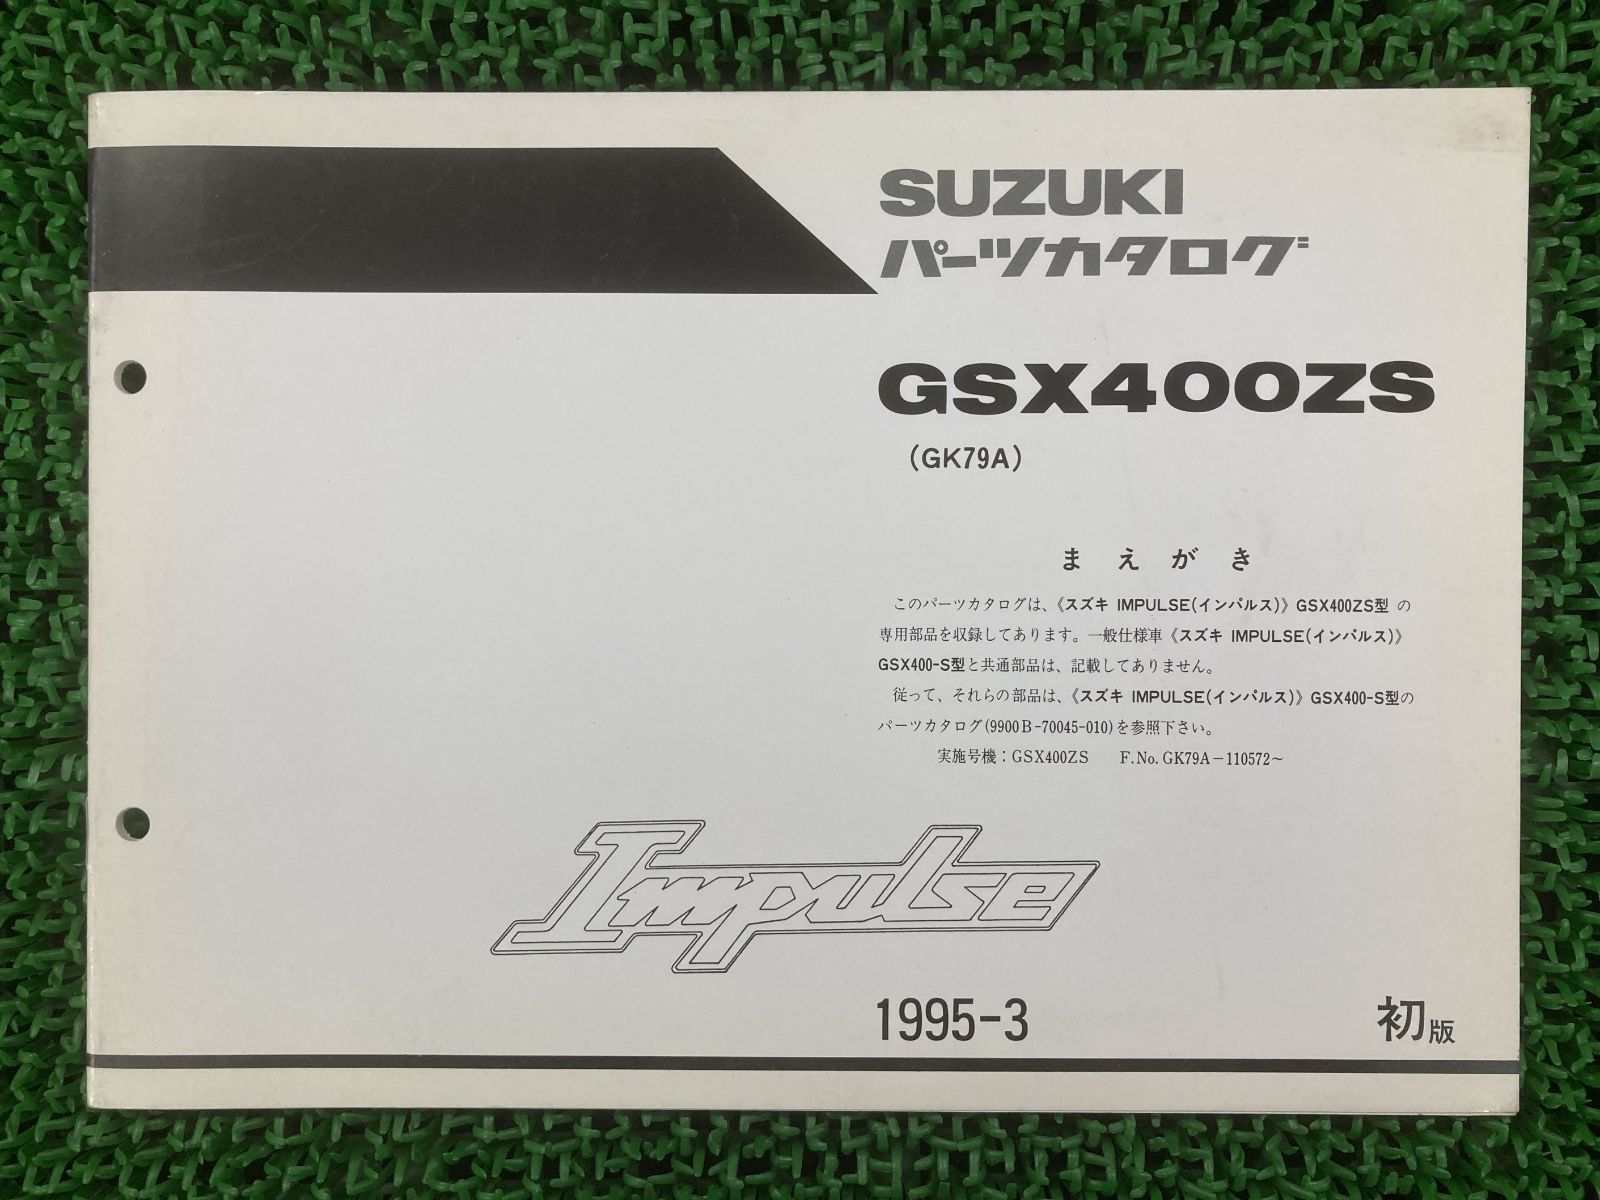 SUZUKI
パーツカタログ
GSX400ZS
(GK79A)
まえがき
このパーツカタログは、《スズキ IMPULSE(インパルス)》GSX400ZS型 の
専用部品を収録してあります。一般仕様車《スズキ IMPULSE(インパルス)》
GSX400-S型と共通部品は、記載してありません。
従って、それらの部品は、《スズキ IMPULSE(インパルス)》GSX400-S型の
パーツカタログ(9900B-70045-010)を参照下さい。
実施号機：GSX400ZS F.No.GK79A－110572～
Impulse
1995-3
初版